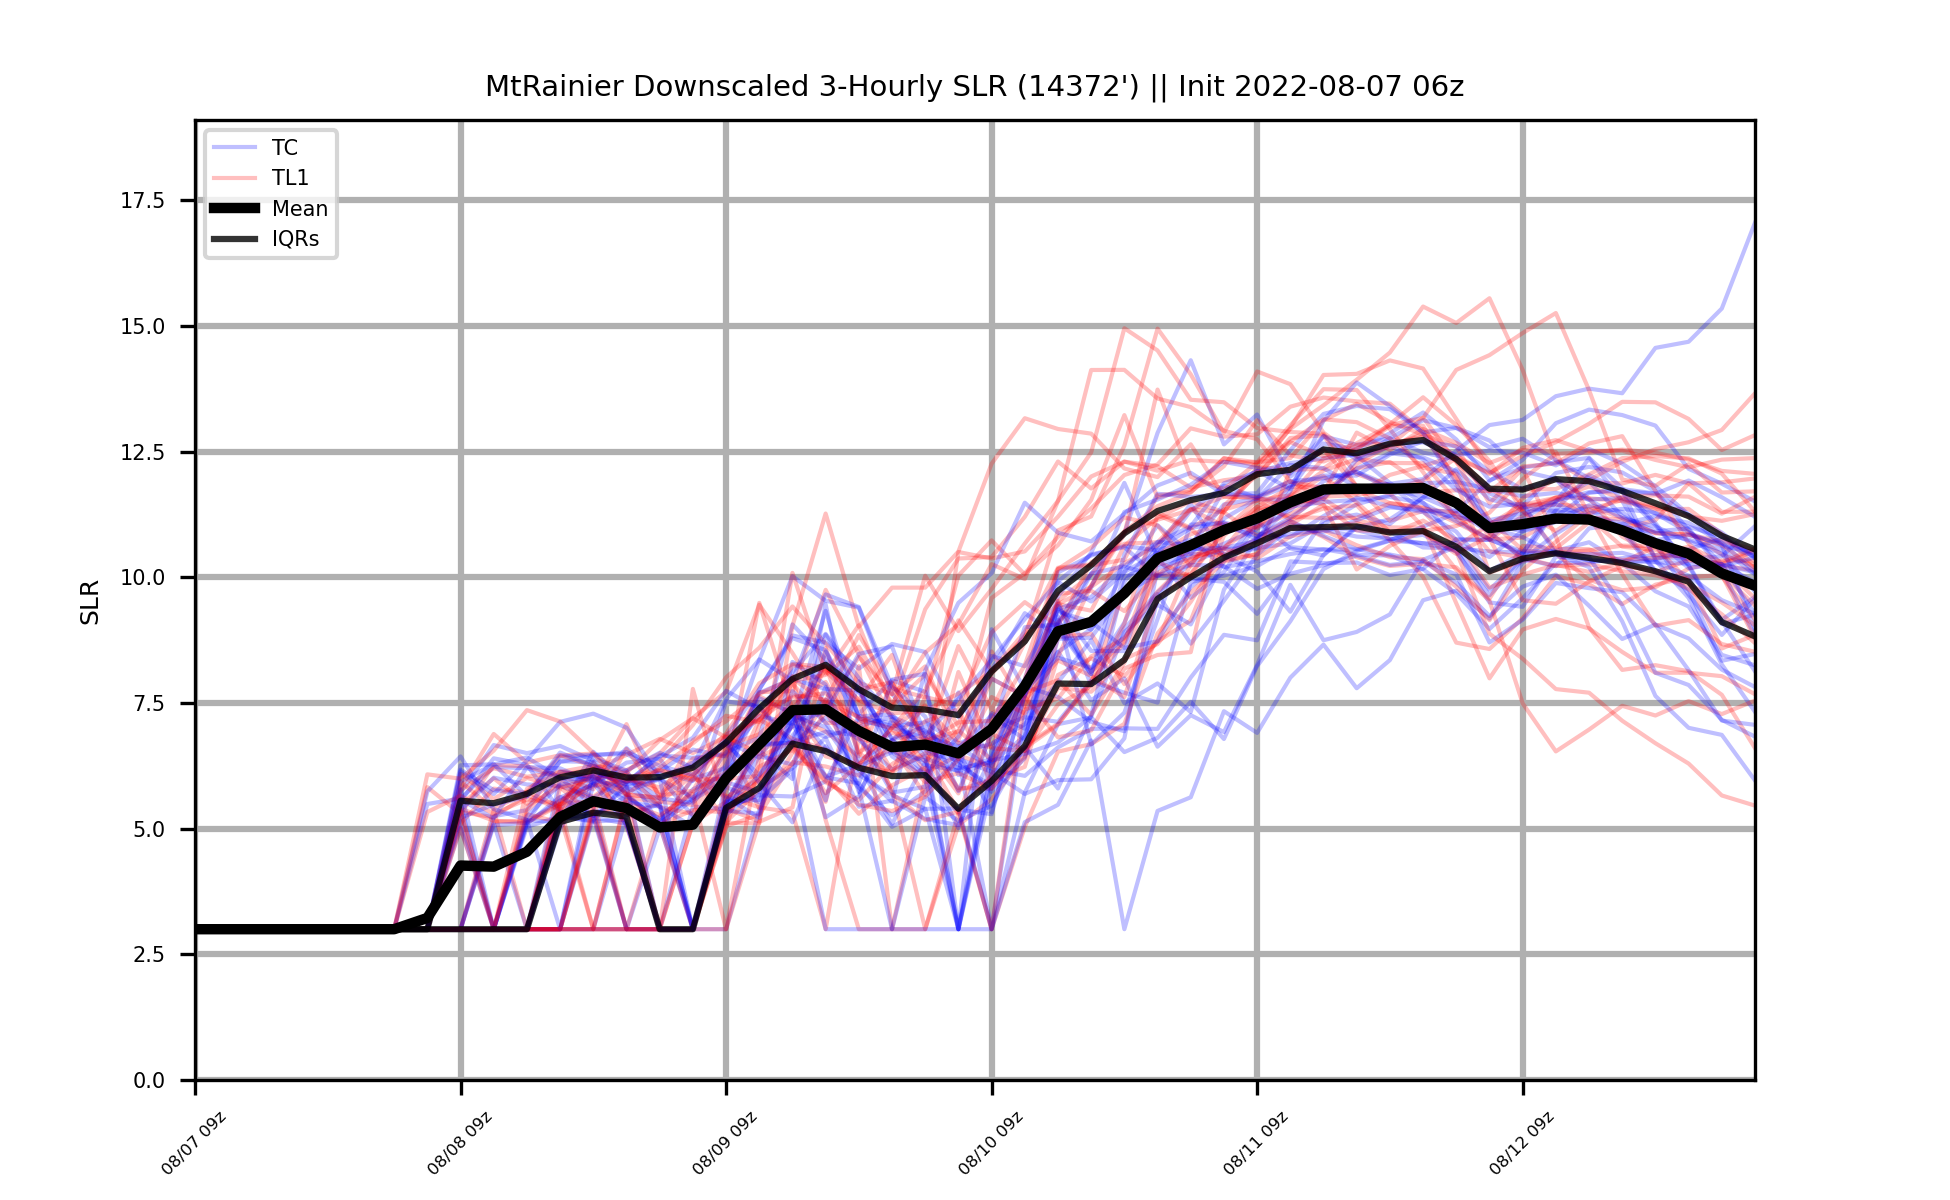 MtRainier Downscaled 3-Hourly SLR (14372') || Init 2022-08-07 06z
TC
TL1
Mean
IQRs
SLR
17.5
15.0
12.5
10.0
7.5
5.0
2.5
0.0
08/07 09z
08/08 09z
08/09 09z
08/10 09z
08/11 09z
08/12 09z